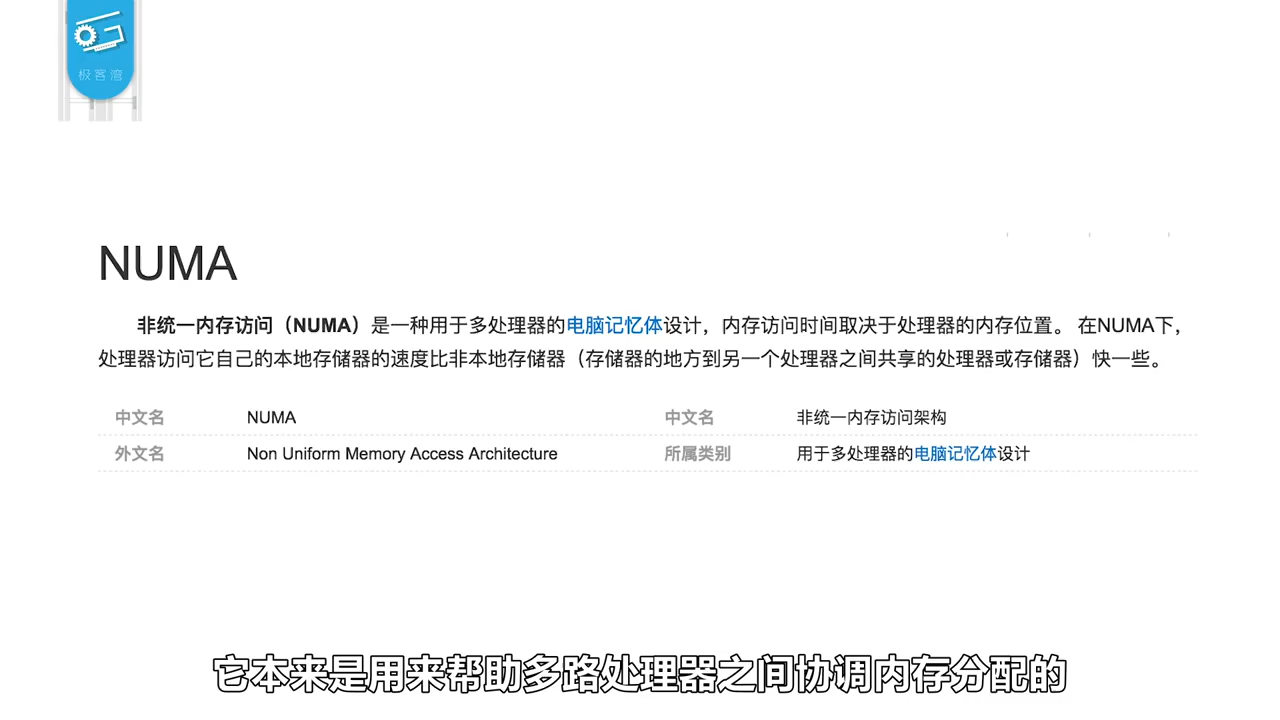 极客湾
NUMA
非统一内存访问（NUMA）是一种用于多处理器的电脑记忆体设计，内存访问时间取决于处理器的内存位置。 在NUMA下，
处理器访问它自己的本地存储器的速度比非本地存储器（存储器的地方到另一个处理器之间共享的处理器或存储器）快一些。
中文名 NUMA 中文名 非统一内存访问架构
外文名 Non Uniform Memory Access Architecture 所属类别 用于多处理器的电脑记忆体设计
它本来是用来帮助多路处理器之间协调内存分配的